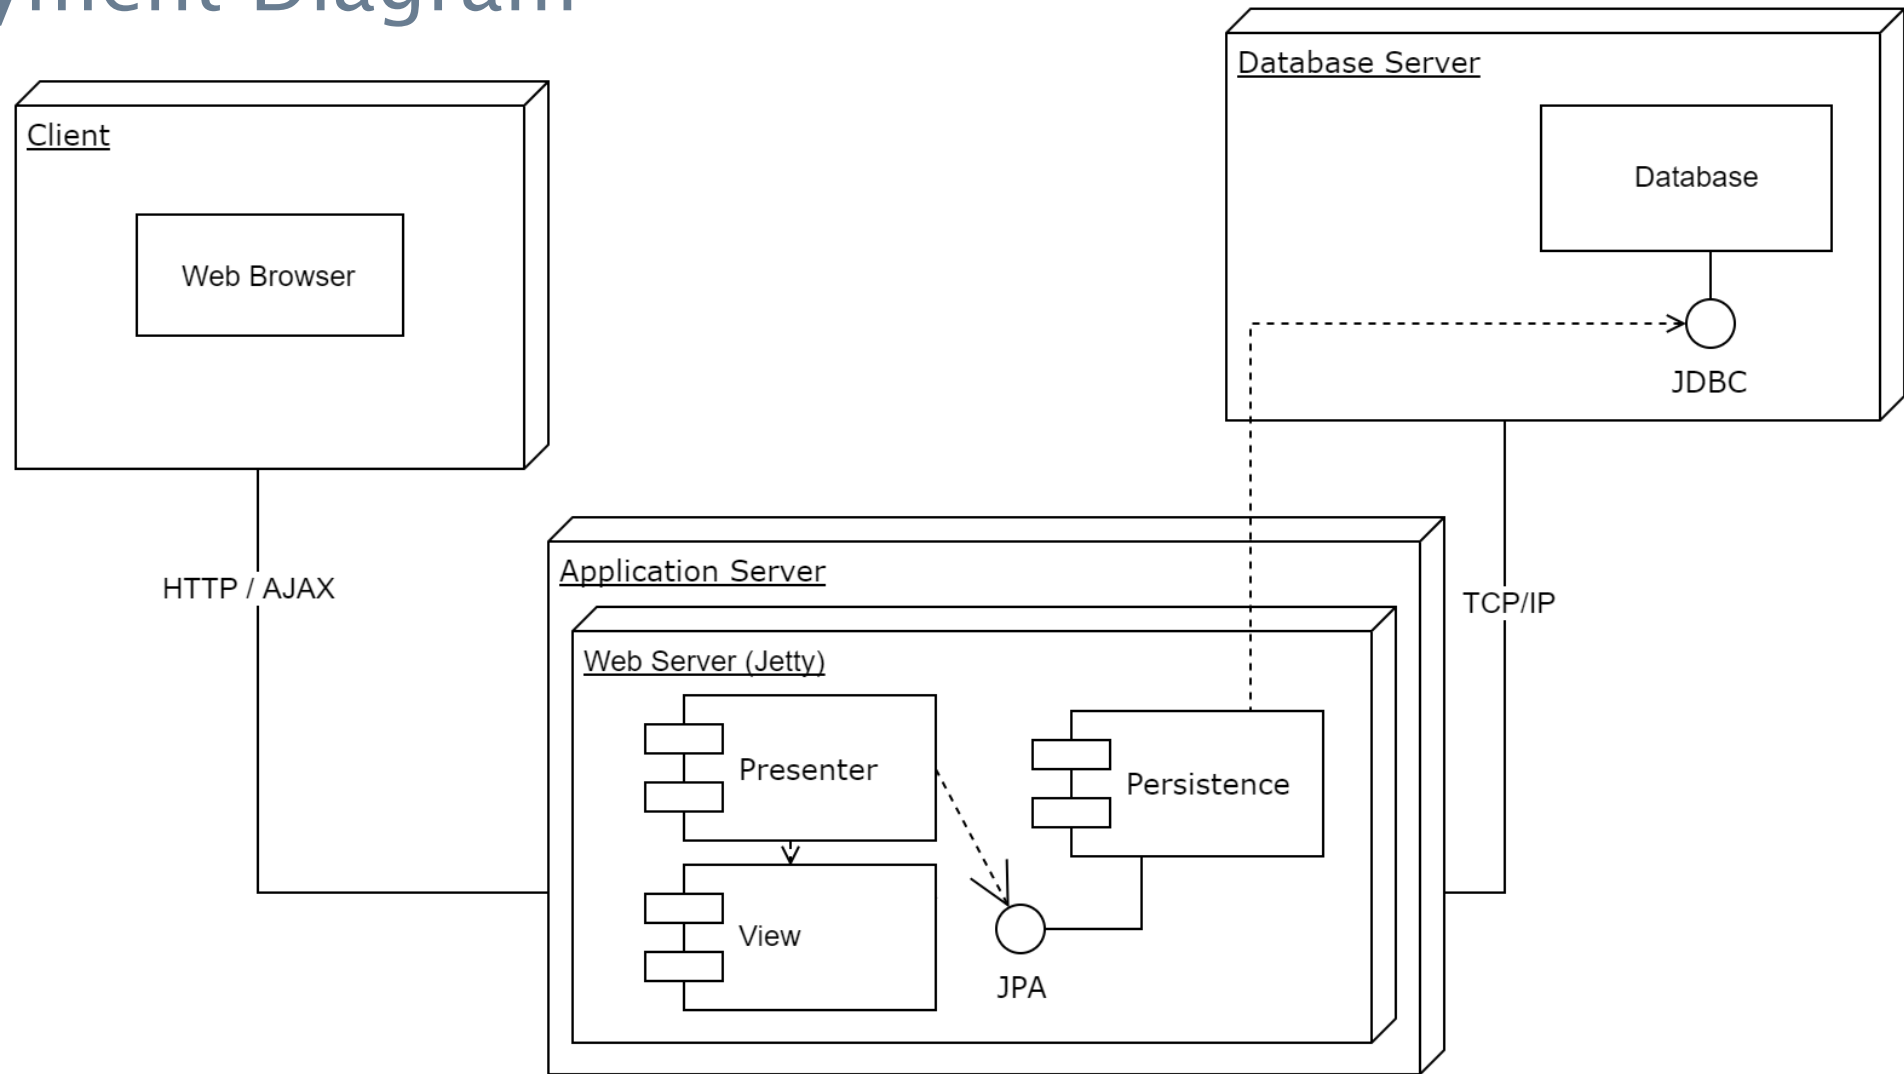 Diagram
Client
Web Browser
Database Server
Database
JDBC
HTTP / AJAX
Application Server
TCP/IP
Web Server (Jetty)
Presenter
Persistence
View
JPA